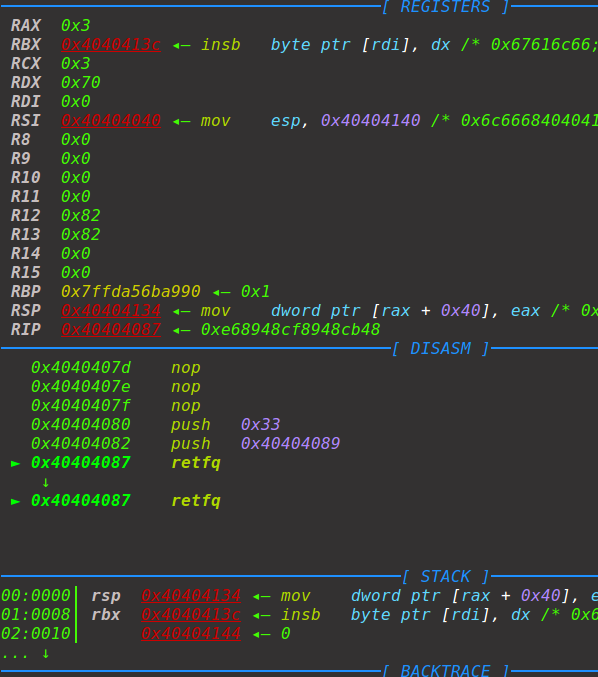 [ REGISTERS ]
RAX 0x3
RBX 0x4040413c ◂— insb byte ptr [rdi], dx /* 0x67616c66;
RCX 0x3
RDX 0x70
RDI 0x0
RSI 0x40404040 ◂— mov esp, 0x40404140 /* 0x6c6668404041
R8 0x0
R9 0x0
R10 0x0
R11 0x0
R12 0x82
R13 0x82
R14 0x0
R15 0x0
RBP 0x7ffda56ba990 ◂— 0x1
RSP 0x40404134 ◂— mov dword ptr [rax + 0x40], eax /* 0x
RIP 0x40404087 ◂— 0xe68948cf8948cb48
[ DISASM ]
0x4040407d nop
0x4040407e nop
0x4040407f nop
0x40404080 push 0x33
0x40404082 push 0x40404089
► 0x40404087 retfq
↓
► 0x40404087 retfq
[ STACK ]
00:0000│ rsp 0x40404134 ◂— mov dword ptr [rax + 0x40], e
01:0008│ rbx 0x4040413c ◂— insb byte ptr [rdi], dx /* 0x6
02:0010│ 0x40404144 ◂— 0
... ↓
[ BACKTRACE ]